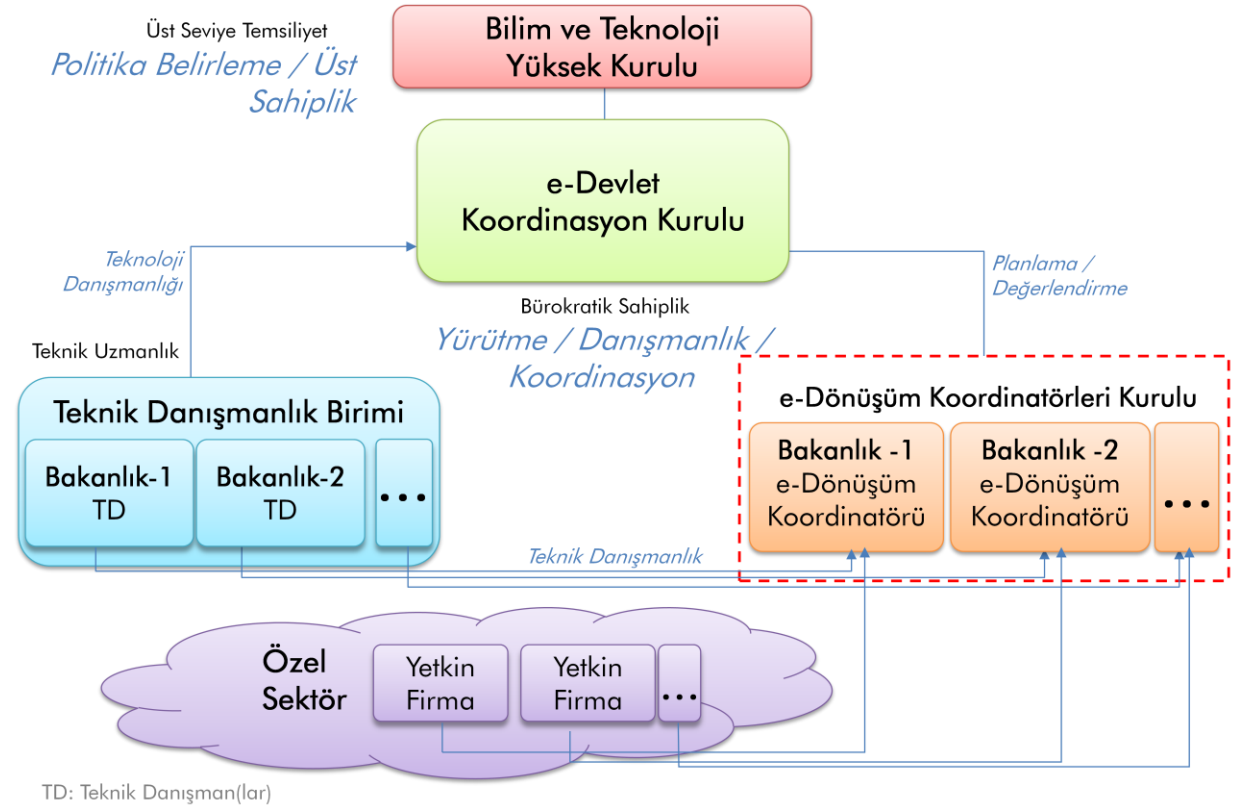 Üst Seviye Temsiliyet
Politika Belirleme / Üst
Sahiplik
Bilim ve Teknoloji
Yüksek Kurulu
e-Devlet
Koordinasyon Kurulu
Teknoloji
Danışmanlığı
Planlama /
Değerlendirme
Bürokratik Sahiplik
Yürütme / Danışmanlık /
Koordinasyon
Teknik Uzmanlık
Teknik Danışmanlık Birimi
Bakanlık-1
TD
Bakanlık-2
TD
...
e-Dönüşüm Koordinatörleri Kurulu
Bakanlık -1
e-Dönüşüm
Koordinatörü
Bakanlık -2
e-Dönüşüm
Koordinatörü
...
Teknik Danışmanlık
Özel
Sektör
Yetkin
Firma
Yetkin
Firma
...
TD: Teknik Danışman(lar)